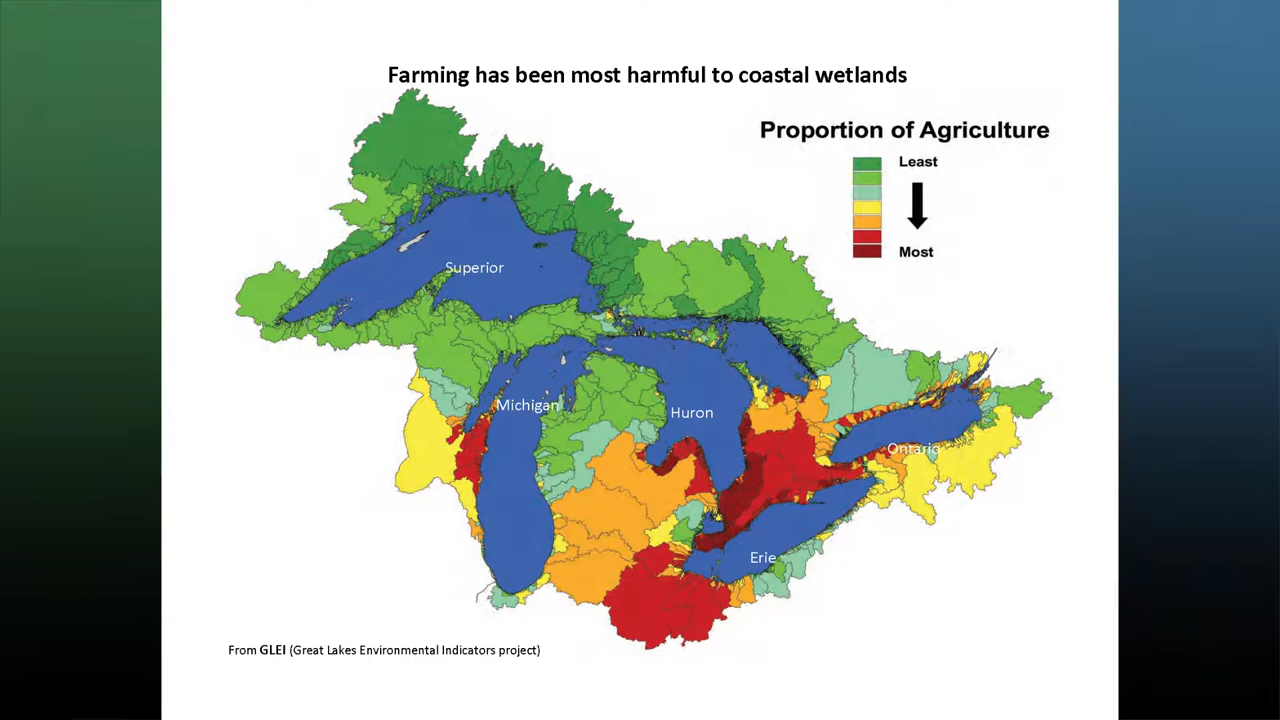 Farming has been most harmful to coastal wetlands
Proportion of Agriculture
Least
Most
Superior
Michigan
Huron
Ontario
Erie
From GLEI (Great Lakes Environmental Indicators project)